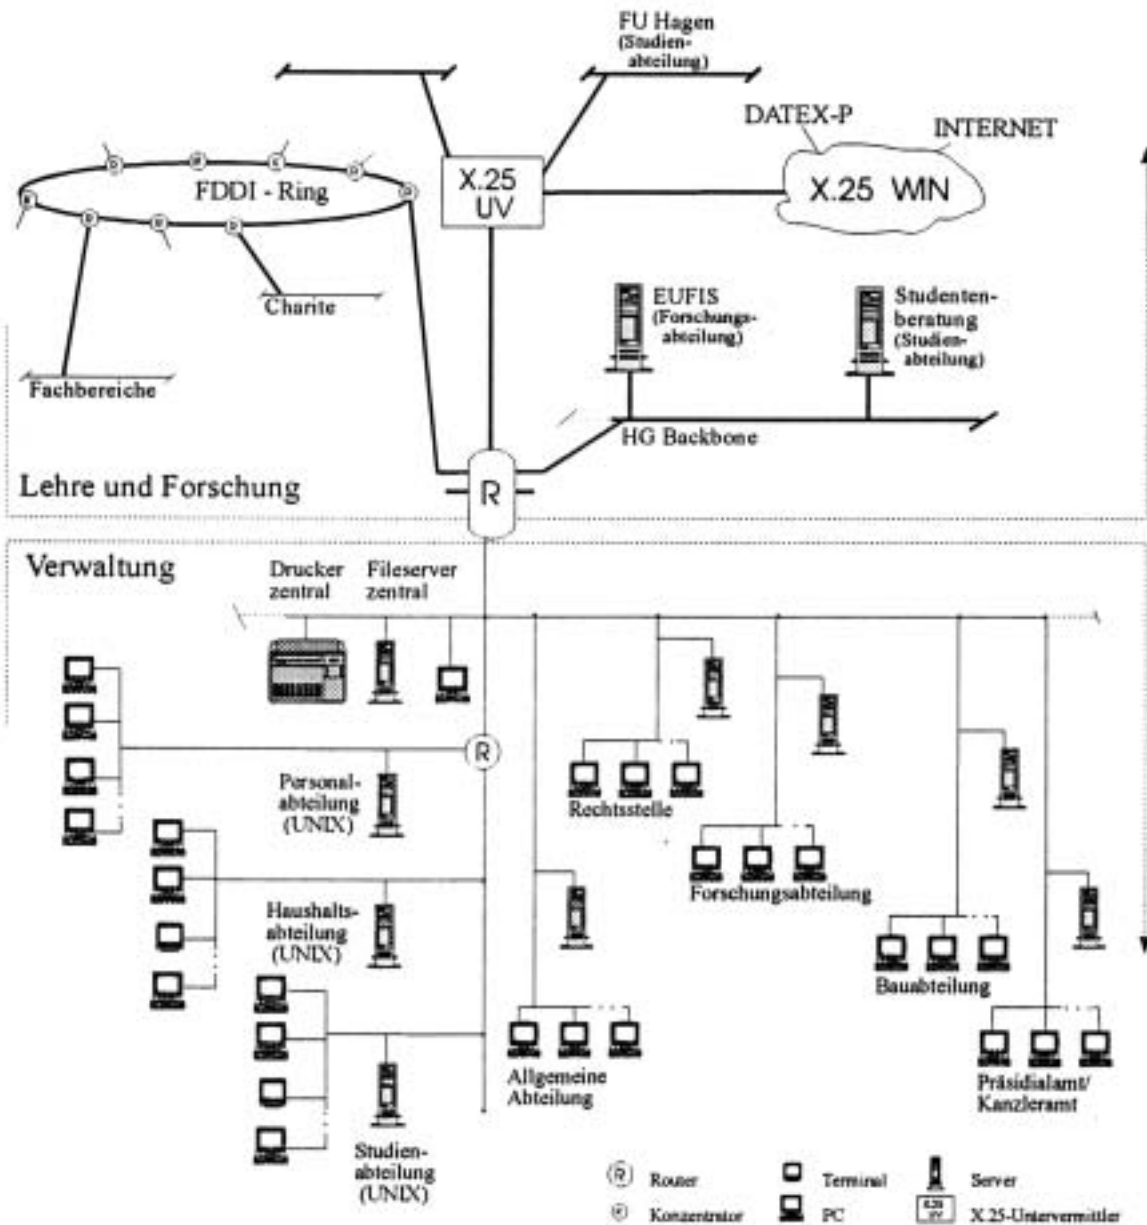 FU Hagen
(Studien-
abteilung)
DATEX-P
INTERNET
X.25
UV
X.25 WIN
FDDI - Ring
Charite
Fachbereiche
EUFIS
(Forschungs-
abteilung)
Studenten-
beratung
(Studien-
abteilung)
HG Backbone
R
Lehre und Forschung
Verwaltung
Drucker
zentral
Fileserver
zentral
R
Personal-
abteilung
(UNIX)
Rechtsstelle
Forschungsabteilung
Haushalts-
abteilung
(UNIX)
Bauabteilung
Allgemeine
Abteilung
Präsidialamt/
Kanzleramt
Studien-
abteilung
(UNIX)
R Router
Terminal
Server
Konzentrator
PC
X.25
UV
X.25-Untervermittler